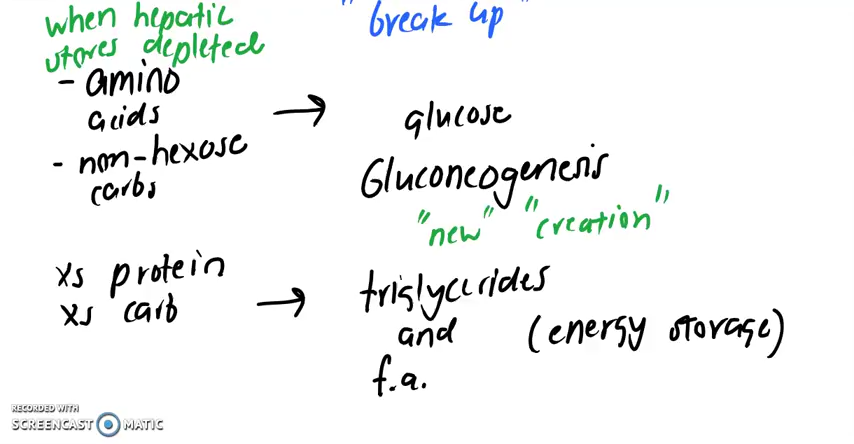 when hepatic "break up"
stores depleted
- amino
acids → glucose
- non-hexose
carbs Gluconeogenesis
"new" "creation"
xs protein
xs carb → triglycerides
and (energy storage)
f.a.
RECORDED WITH
SCREENCAST MATIC